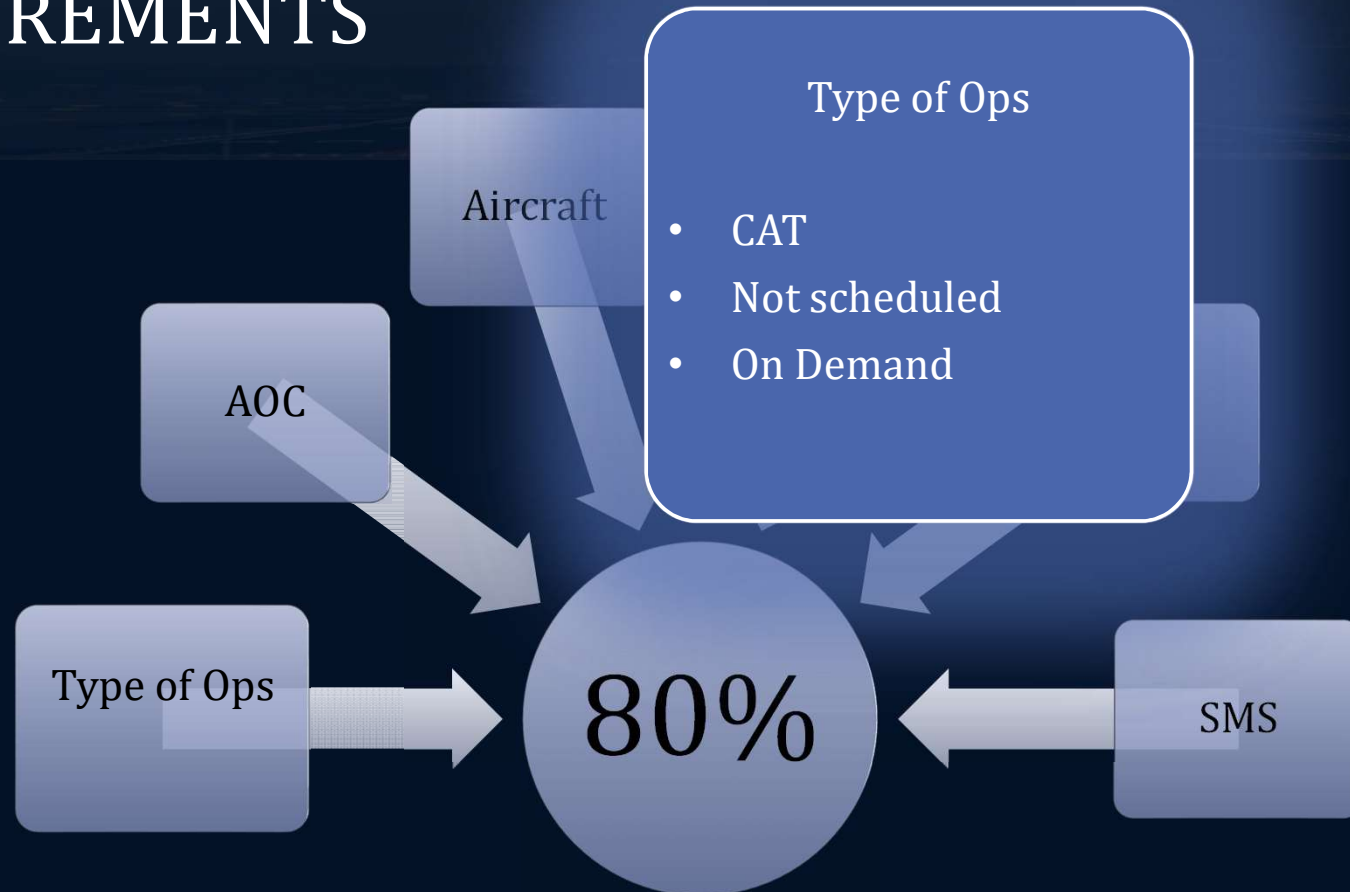 REMENTS
Type of Ops
• CAT
• Not scheduled
• On Demand
Aircraft
AOC
Type of Ops
80%
SMS